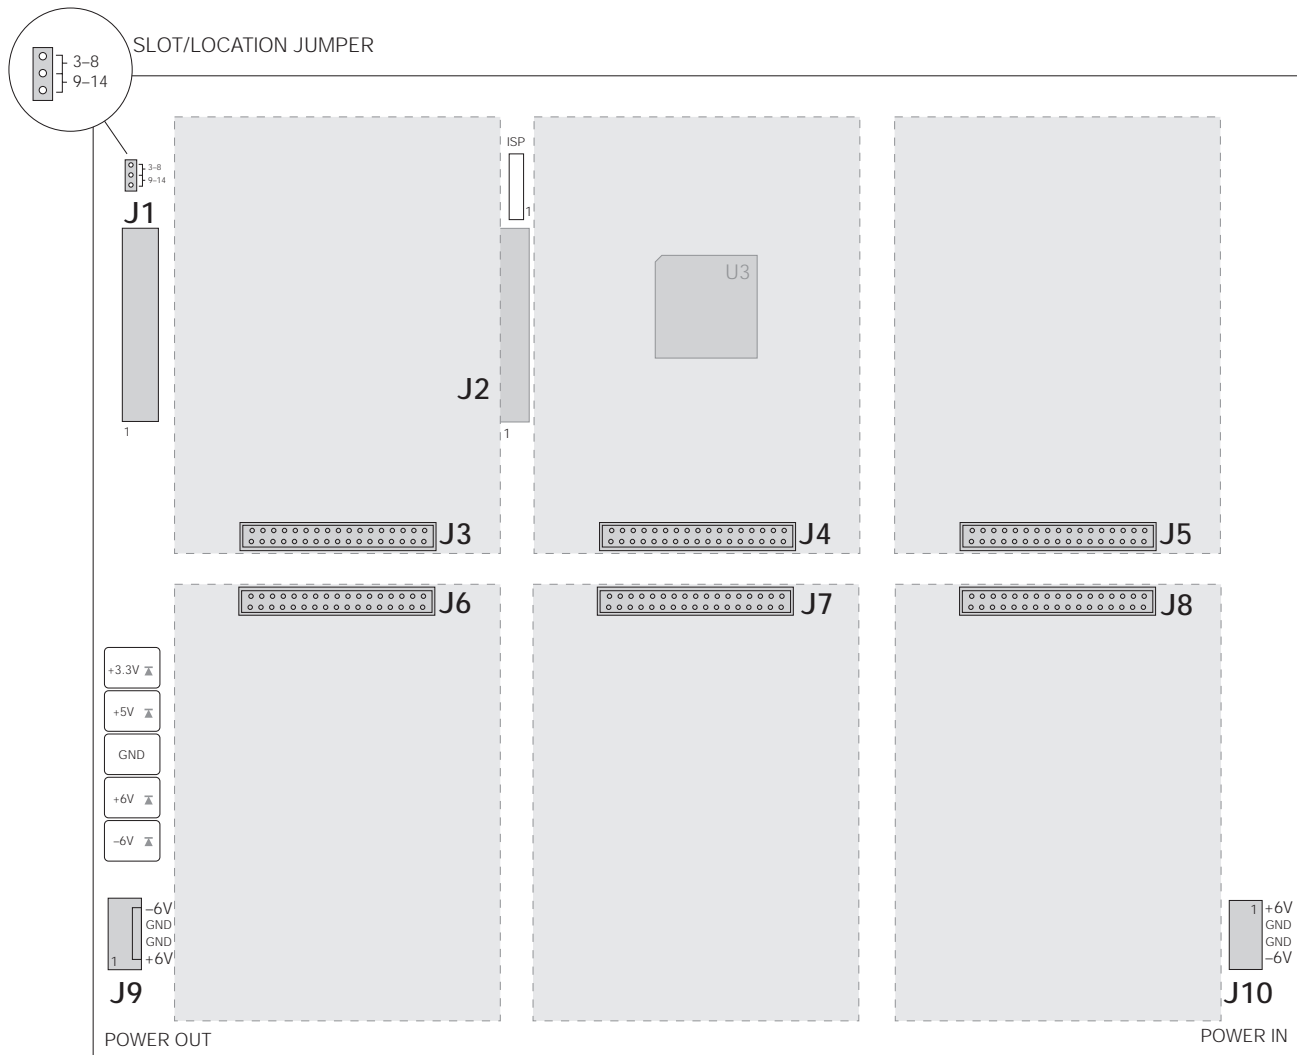 SLOT/LOCATION JUMPER
3–8
9–14
3–8
9–14
J1
1
ISP
1
J2
1
U3
J3
J4
J5
J6
J7
J8
+3.3V
+5V
GND
+6V
–6V
–6V
GND
GND
1 +6V
J9
POWER OUT
1 +6V
GND
GND
–6V
J10
POWER IN